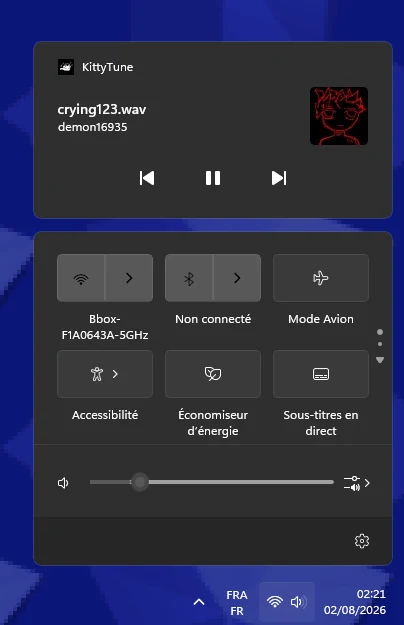 KittyTune
crying123.wav
demon16935
Bbox-
F1A0643A-5GHz
Non connecté
Mode Avion
Accessibilité
Économiseur
d'énergie
Sous-titres en
direct
FRA
FR
02:21
02/08/2026